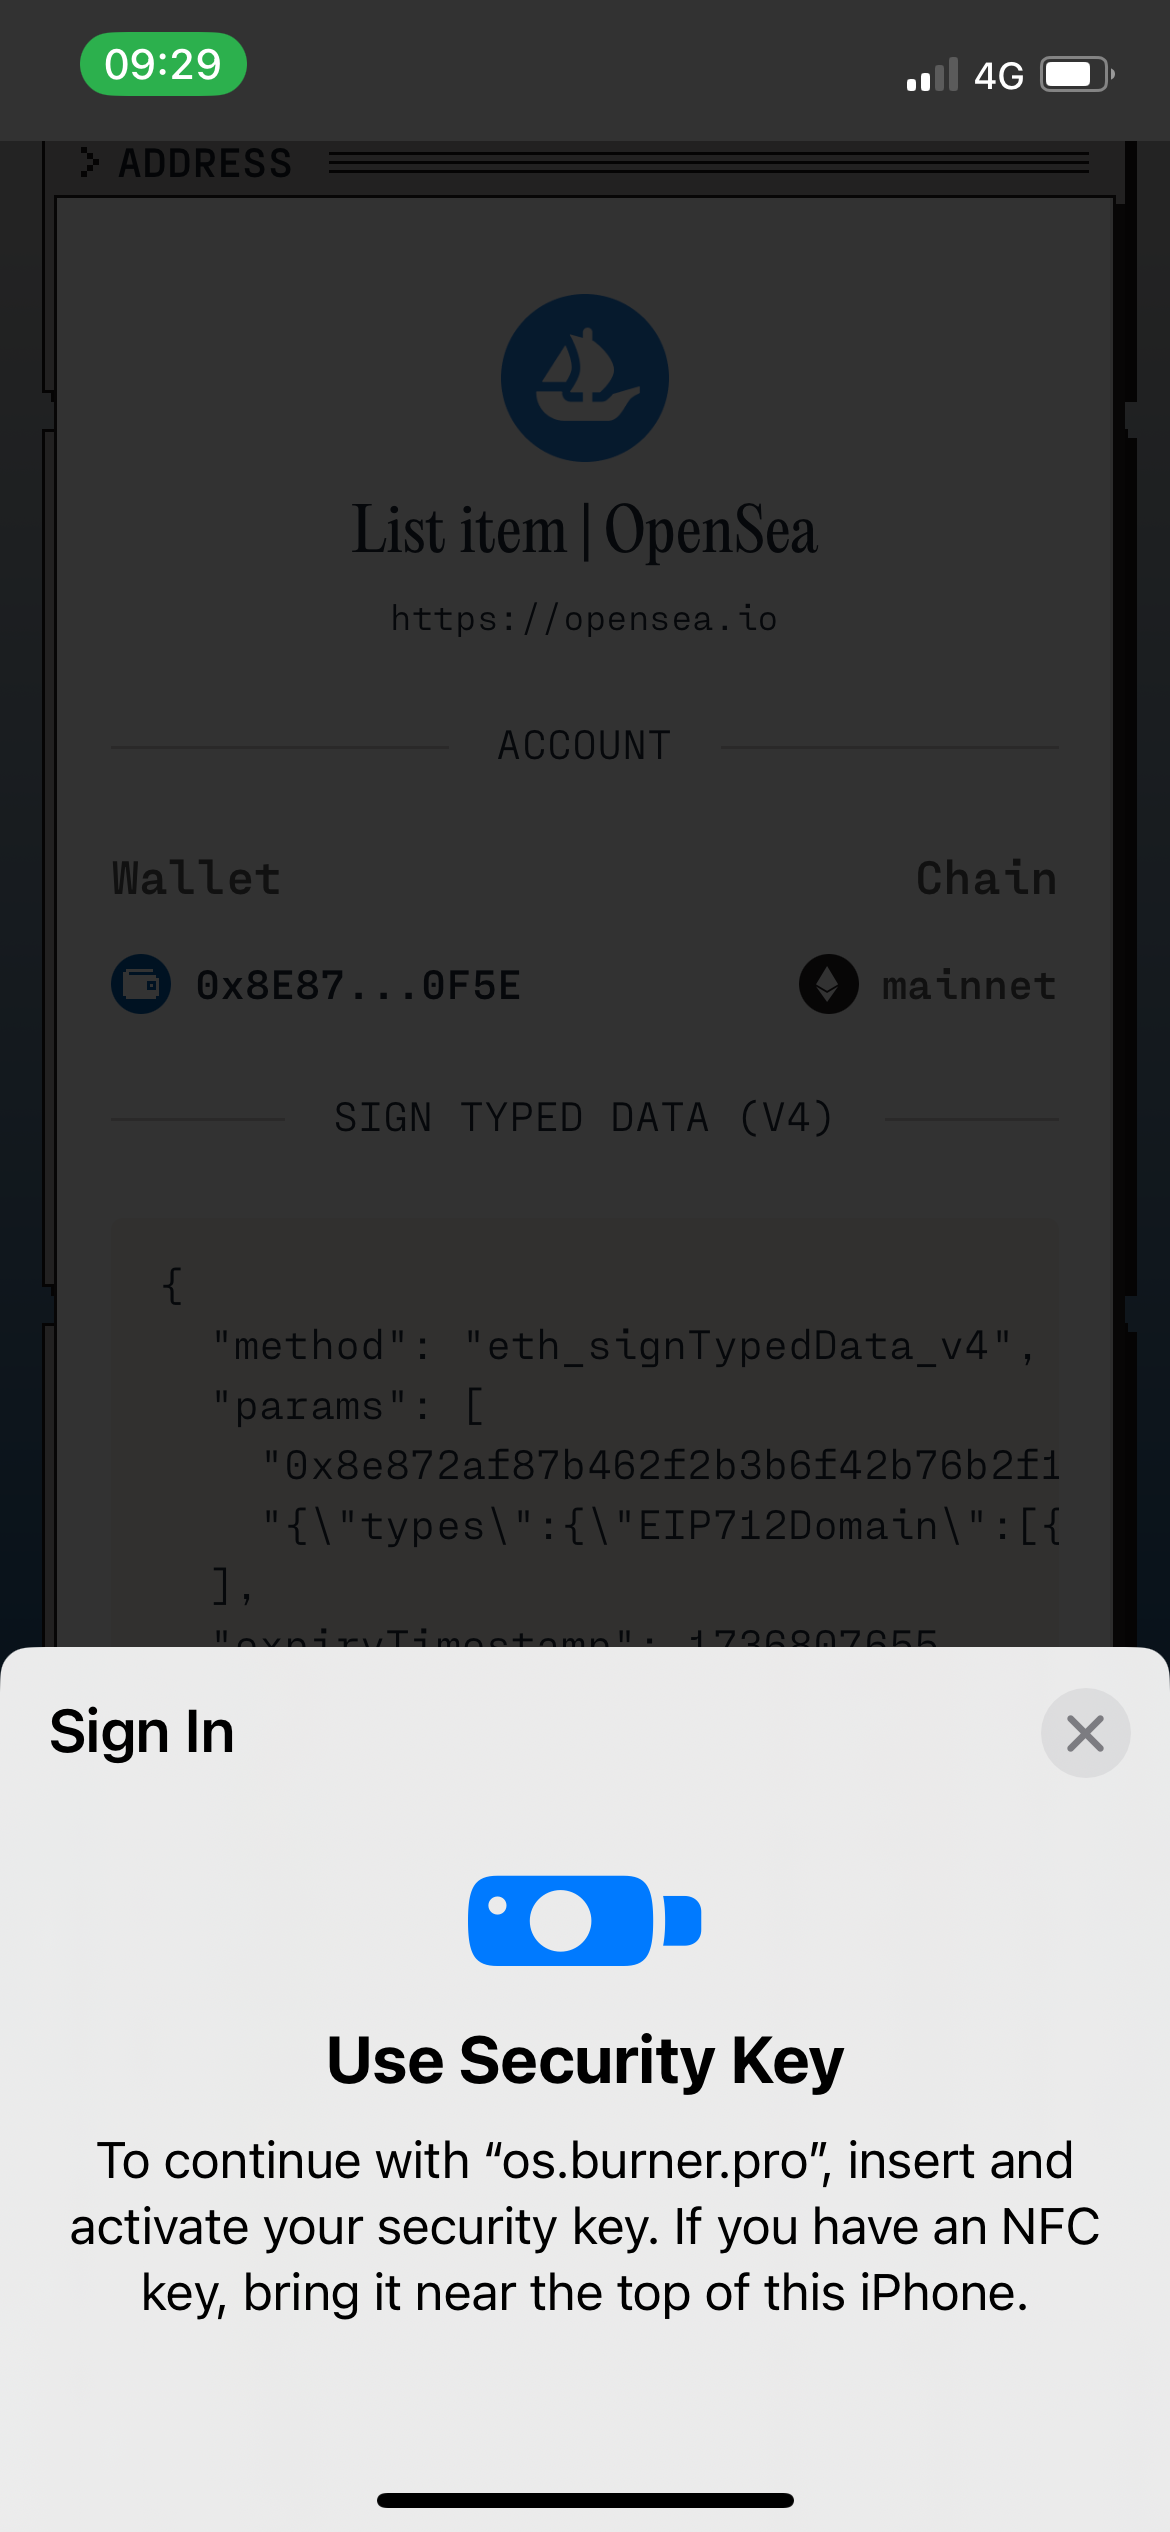 09:29
4G
ADDRESS
List item | OpenSea
https://opensea.io
ACCOUNT
Wallet
Chain
0x8E87...0F5E
mainnet
SIGN TYPED DATA (V4)
{
"method": "eth_signTypedData_v4",
"params": [
"0x8e872af87b462f2b3b6f42b76b2f1
"{\"types\":{\"EIP712Domain\":[{
],
"expiryTimestamp": 1736807655
Sign In
Use Security Key
To continue with “os.burner.pro”, insert and
activate your security key. If you have an NFC
key, bring it near the top of this iPhone.